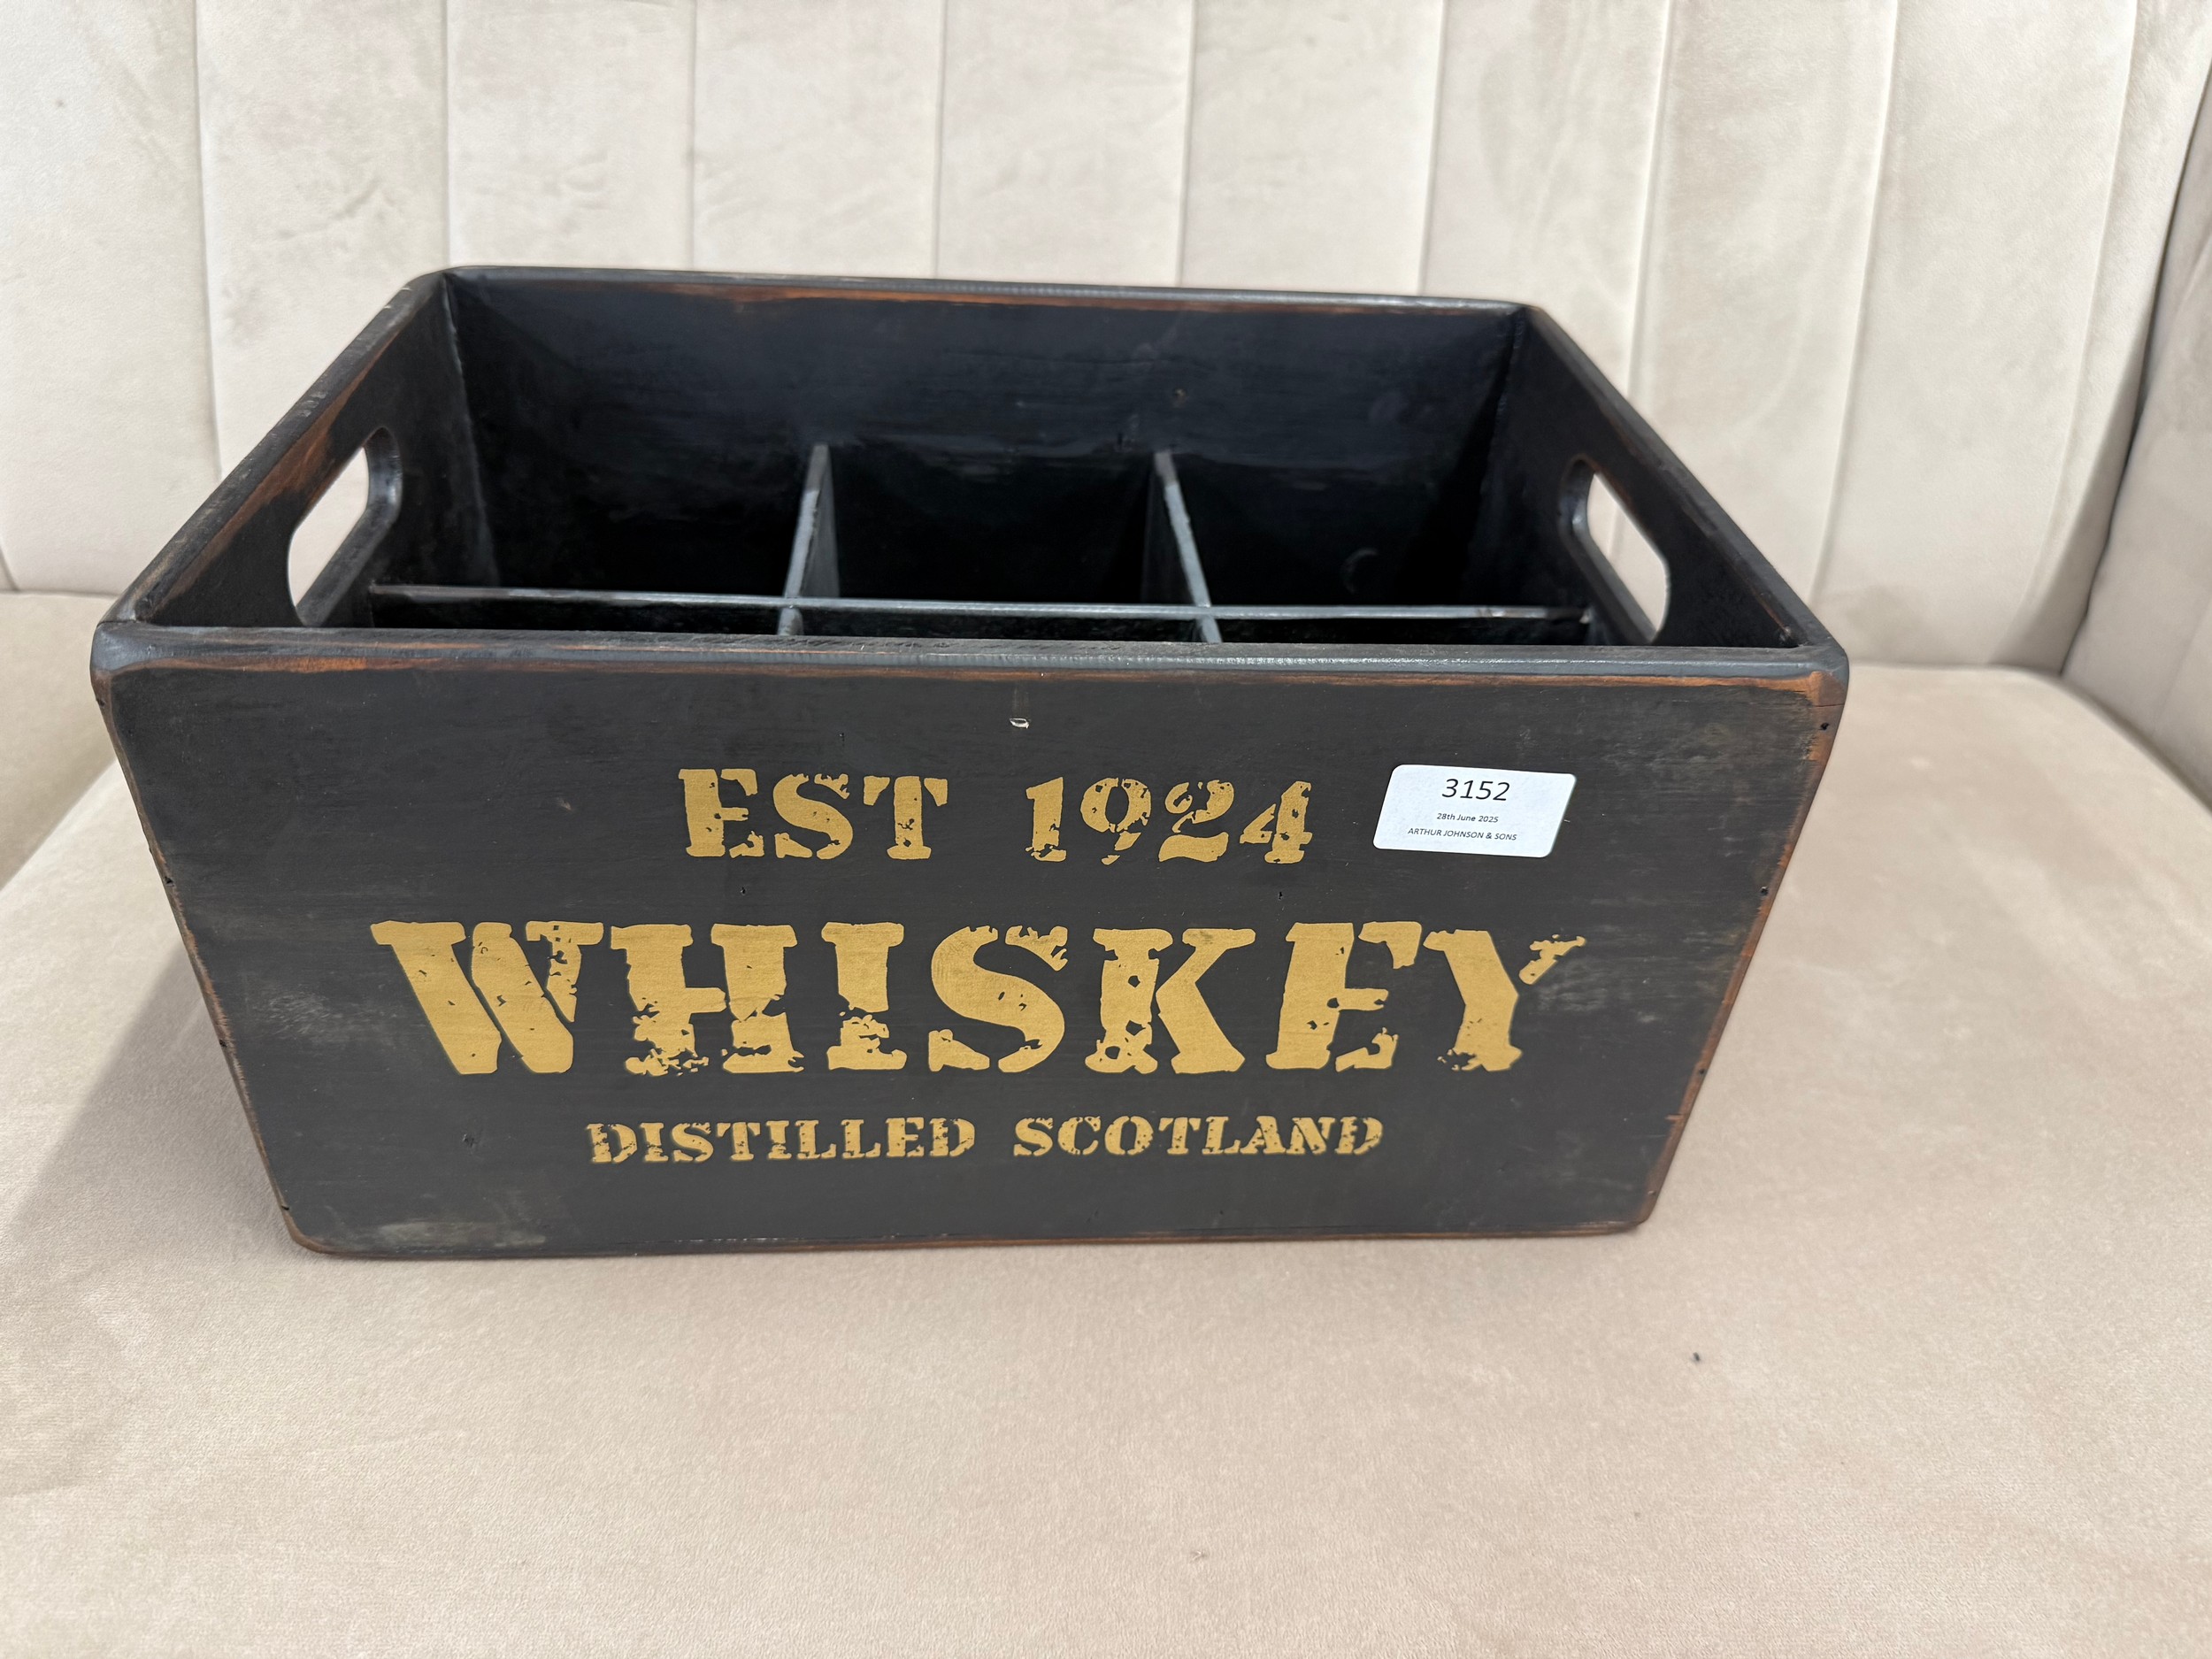 EST 1924
3152
28th June 2025
ARTHUR JOHNSON & SONS
WHISKEY
DISTILLED SCOTLAND